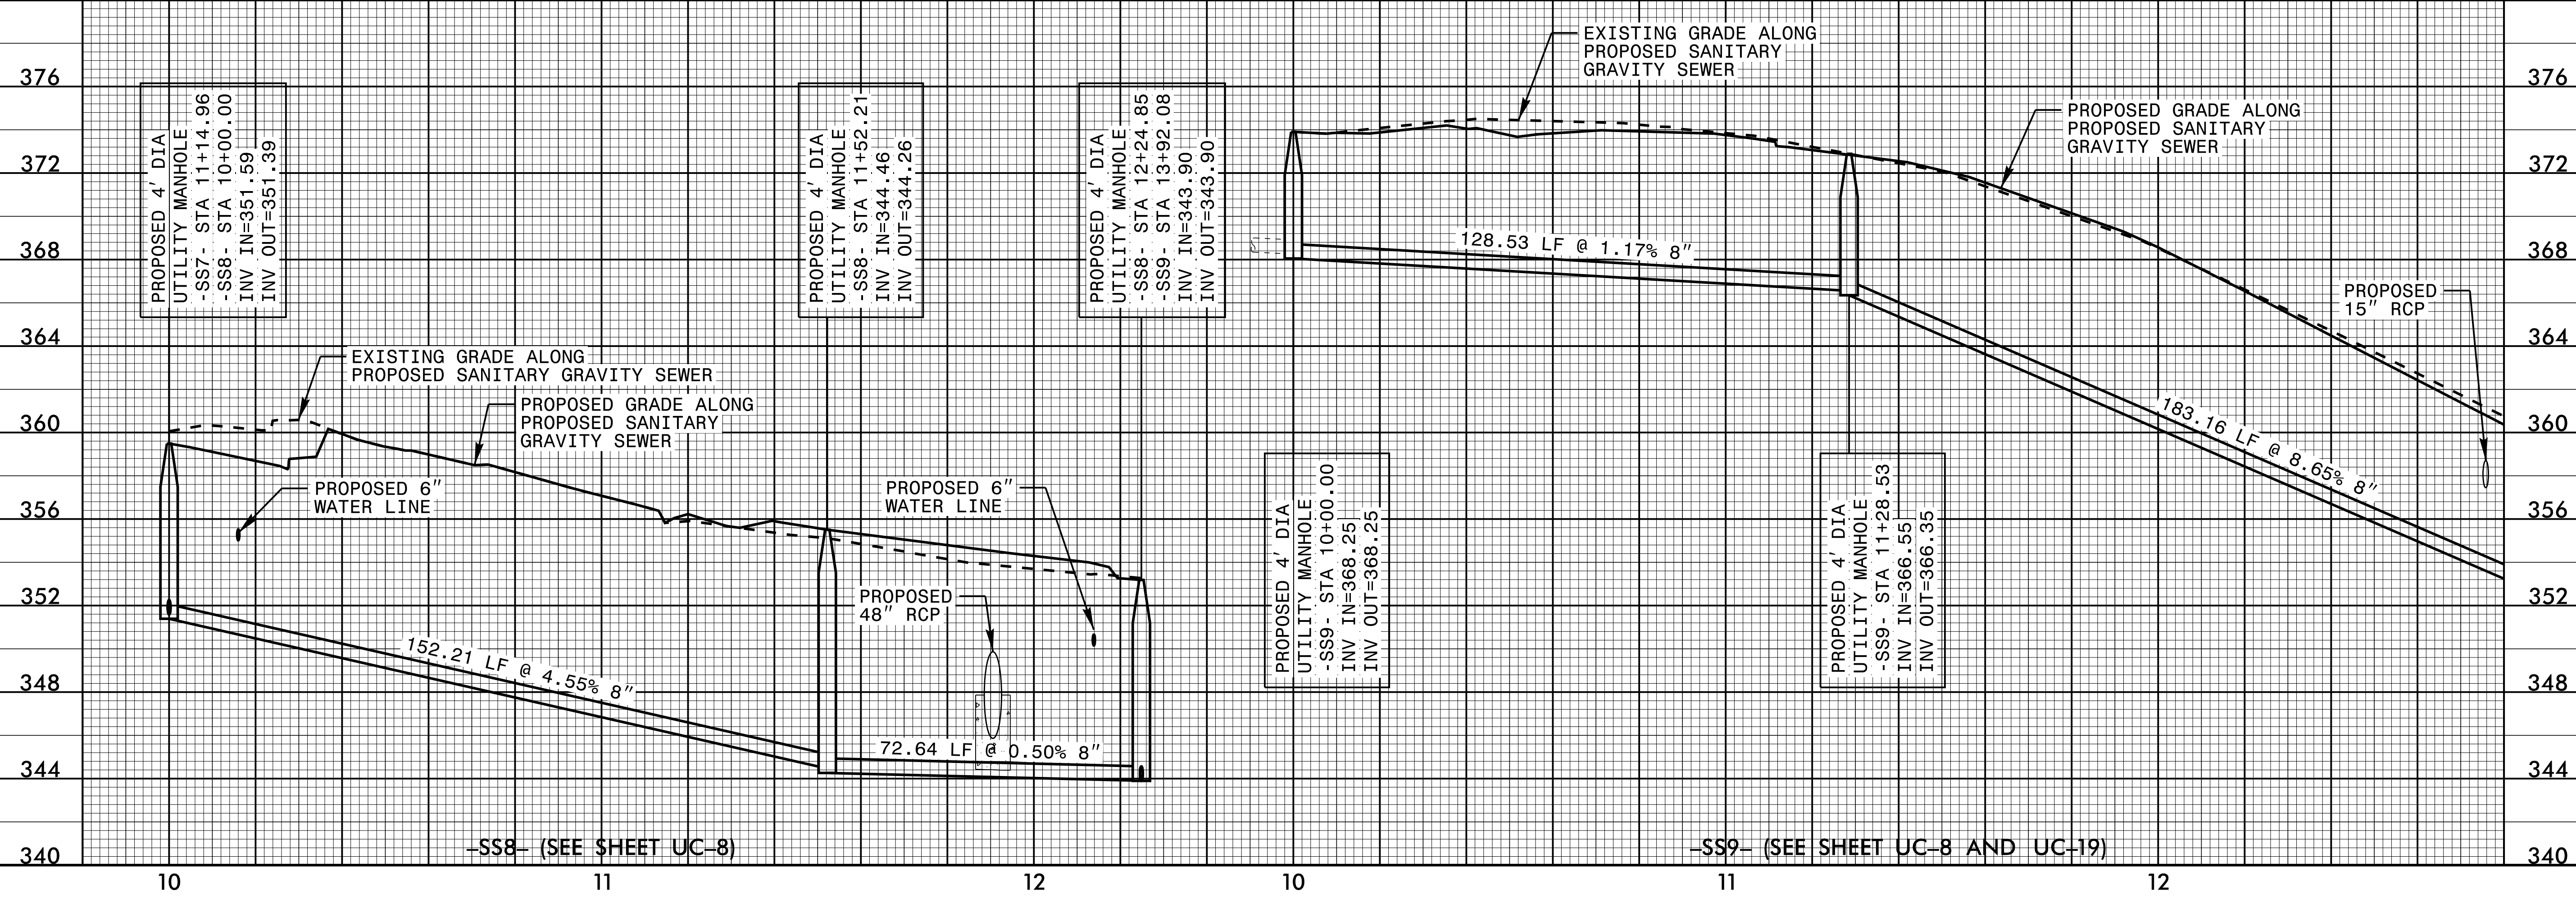 376
372
368
364
360
356
352
348
344
340
PROPOSED 4' DIA
UTILITY MANHOLE
-SS7- STA 11+14.96
-SS8- STA 10+00.00
INV IN=351.59
INV OUT=351.39
PROPOSED 4' DIA
UTILITY MANHOLE
-SS8- STA 11+52.21
INV IN=344.46
INV OUT=344.26
PROPOSED 4' DIA
UTILITY MANHOLE
-SS8- STA 12+24.85
-SS9- STA 13+92.08
INV IN=343.90
INV OUT=343.90
EXISTING GRADE ALONG
PROPOSED SANITARY GRAVITY SEWER
PROPOSED GRADE ALONG
PROPOSED SANITARY
GRAVITY SEWER
PROPOSED 6"
WATER LINE
PROPOSED 6"
WATER LINE
PROPOSED
48" RCP
152.21 LF @ 4.55% 8"
72.64 LF @ 0.50% 8"
-SS8- (SEE SHEET UC-8)
10
11
12
EXISTING GRADE ALONG
PROPOSED SANITARY
GRAVITY SEWER
PROPOSED GRADE ALONG
PROPOSED SANITARY
GRAVITY SEWER
128.53 LF @ 1.17% 8"
PROPOSED
15" RCP
183.16 LF @ 8.65% 8"
PROPOSED 4' DIA
UTILITY MANHOLE
-SS9- STA 10+00.00
INV IN=368.25
INV OUT=368.25
PROPOSED 4' DIA
UTILITY MANHOLE
-SS9- STA 11+28.53
INV IN=366.55
INV OUT=366.35
-SS9- (SEE SHEET UC-8 AND UC-19)
10
11
12
376
372
368
364
360
356
352
348
344
340